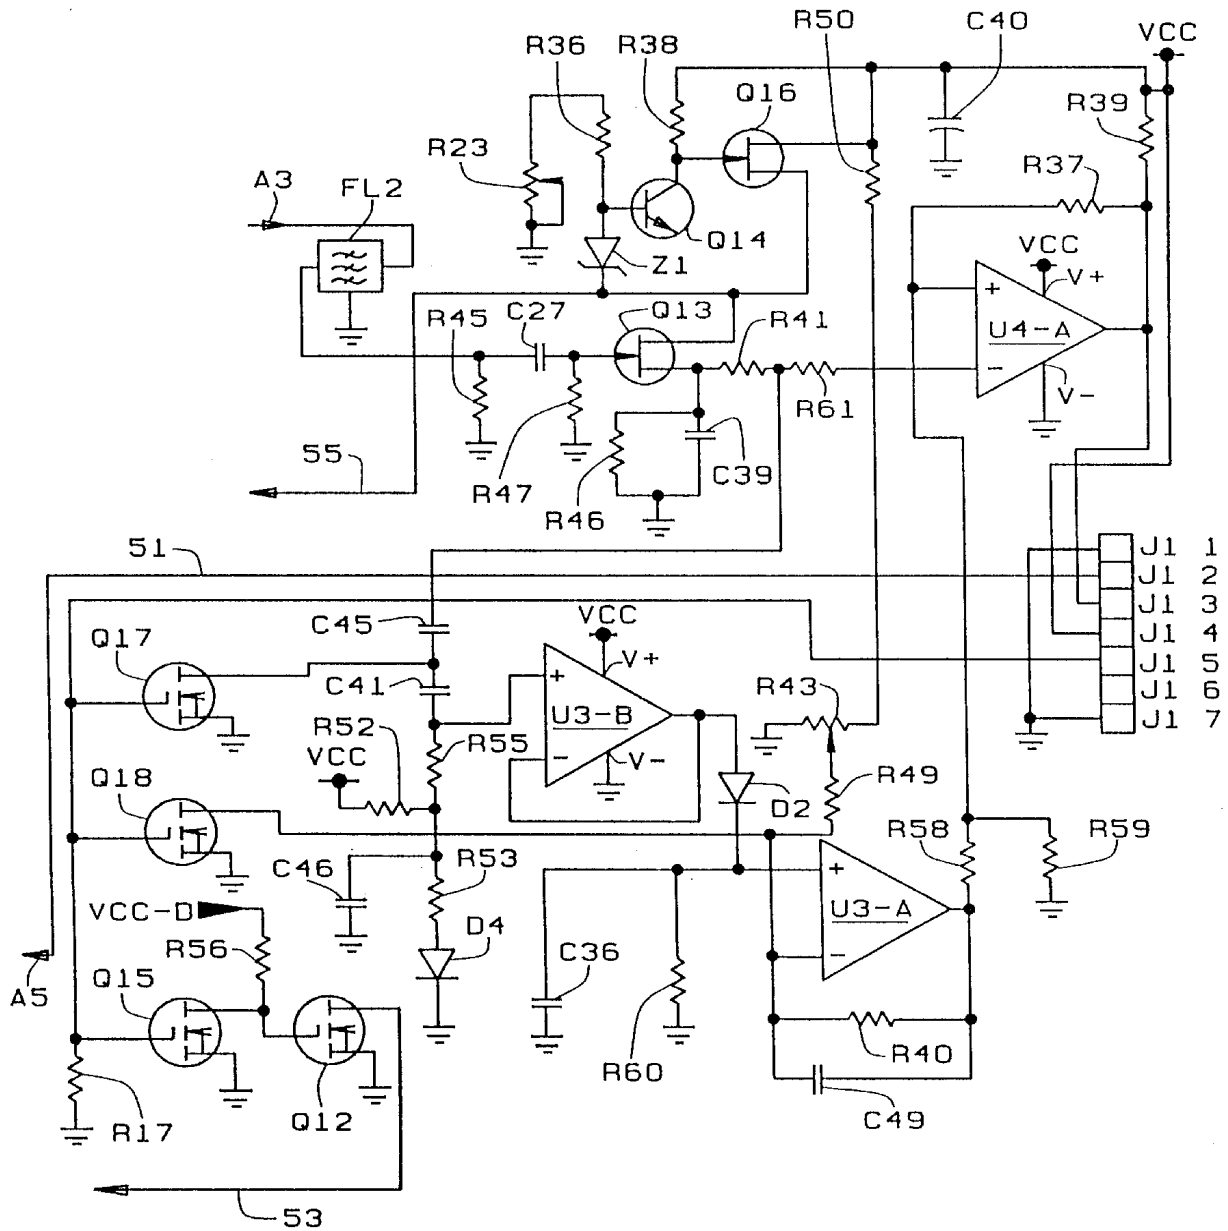 R50
C40
VCC
R36
R38
Q16
R39
R23
R37
A3
FL2
Q14
VCC
V+
Z1
+
U4-A
−
V−
R45
C27
Q13
R41
R61
55
R47
R46
C39
51
J1 1
J1 2
J1 3
J1 4
J1 5
J1 6
J1 7
Q17
C45
VCC
V+
C41
+
U3-B
−
V−
R43
R52
R55
VCC
Q18
D2
R49
R58
R59
C46
R53
+
U3-A
−
VCC-D
R56
D4
C36
A5
Q15
R60
R40
R17
Q12
C49
53